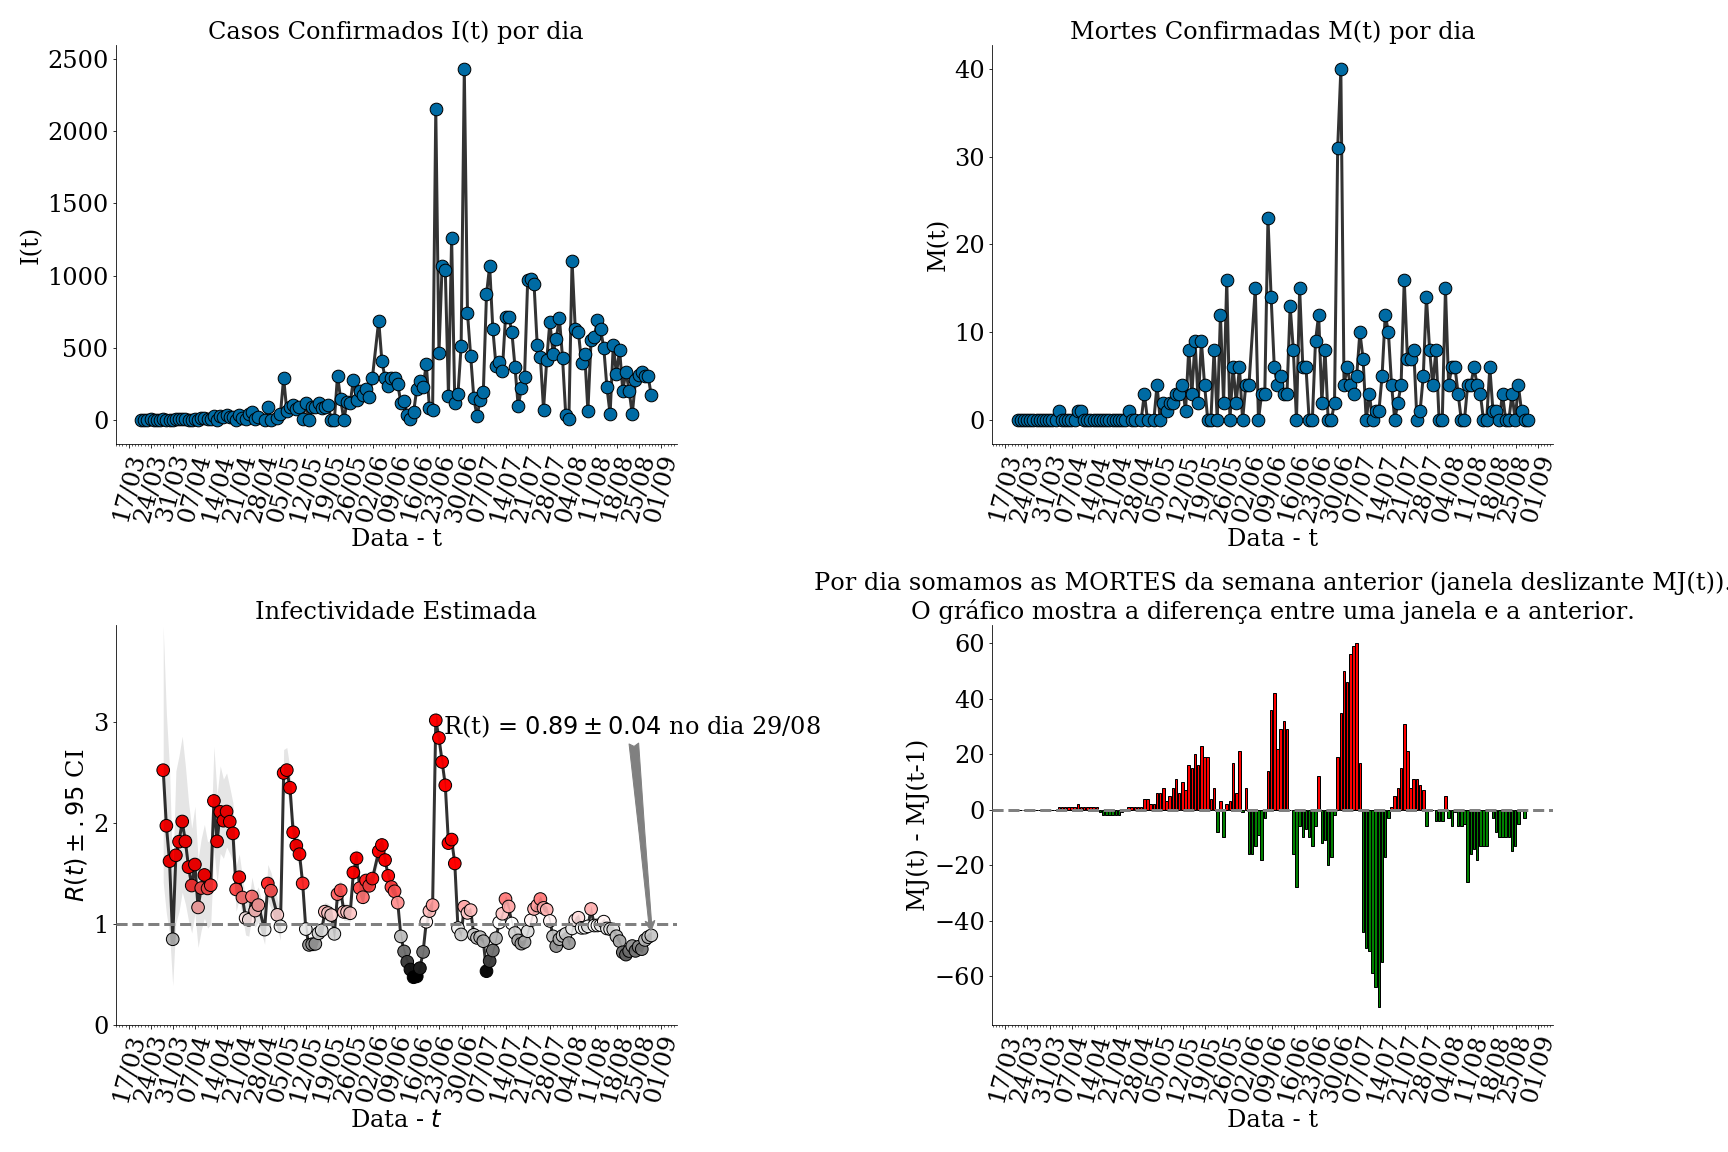 Casos Confirmados I(t) por dia
I(t)
2500
2000
1500
1000
500
0
17/03 24/03 31/03 07/04 14/04 21/04 28/04 05/05 12/05 19/05 26/05 02/06 09/06 16/06 23/06 30/06 07/07 14/07 21/07 28/07 04/08 11/08 18/08 25/08 01/09
Data - t
Mortes Confirmadas M(t) por dia
M(t)
40
30
20
10
0
17/03 24/03 31/03 07/04 14/04 21/04 28/04 05/05 12/05 19/05 26/05 02/06 09/06 16/06 23/06 30/06 07/07 14/07 21/07 28/07 04/08 11/08 18/08 25/08 01/09
Data - t
Infectividade Estimada
R(t) ± .95 CI
3
2
1
0
R(t) = 0.89 ± 0.04 no dia 29/08
17/03 24/03 31/03 07/04 14/04 21/04 28/04 05/05 12/05 19/05 26/05 02/06 09/06 16/06 23/06 30/06 07/07 14/07 21/07 28/07 04/08 11/08 18/08 25/08 01/09
Data - t
Por dia somamos as MORTES da semana anterior (janela deslizante MJ(t)).
O gráfico mostra a diferença entre uma janela e a anterior.
MJ(t) - MJ(t-1)
60
40
20
0
−20
−40
−60
17/03 24/03 31/03 07/04 14/04 21/04 28/04 05/05 12/05 19/05 26/05 02/06 09/06 16/06 23/06 30/06 07/07 14/07 21/07 28/07 04/08 11/08 18/08 25/08 01/09
Data - t